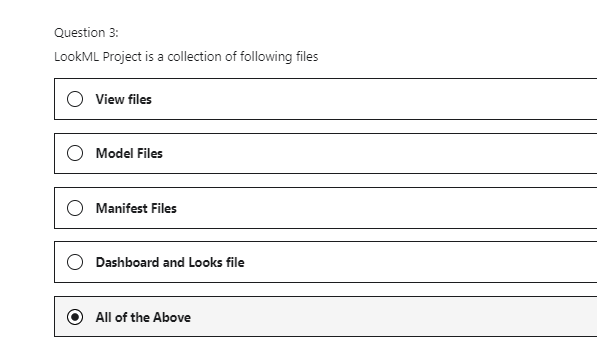 Question 3:
LookML Project is a collection of following files
View files
Model Files
Manifest Files
Dashboard and Looks file
All of the Above